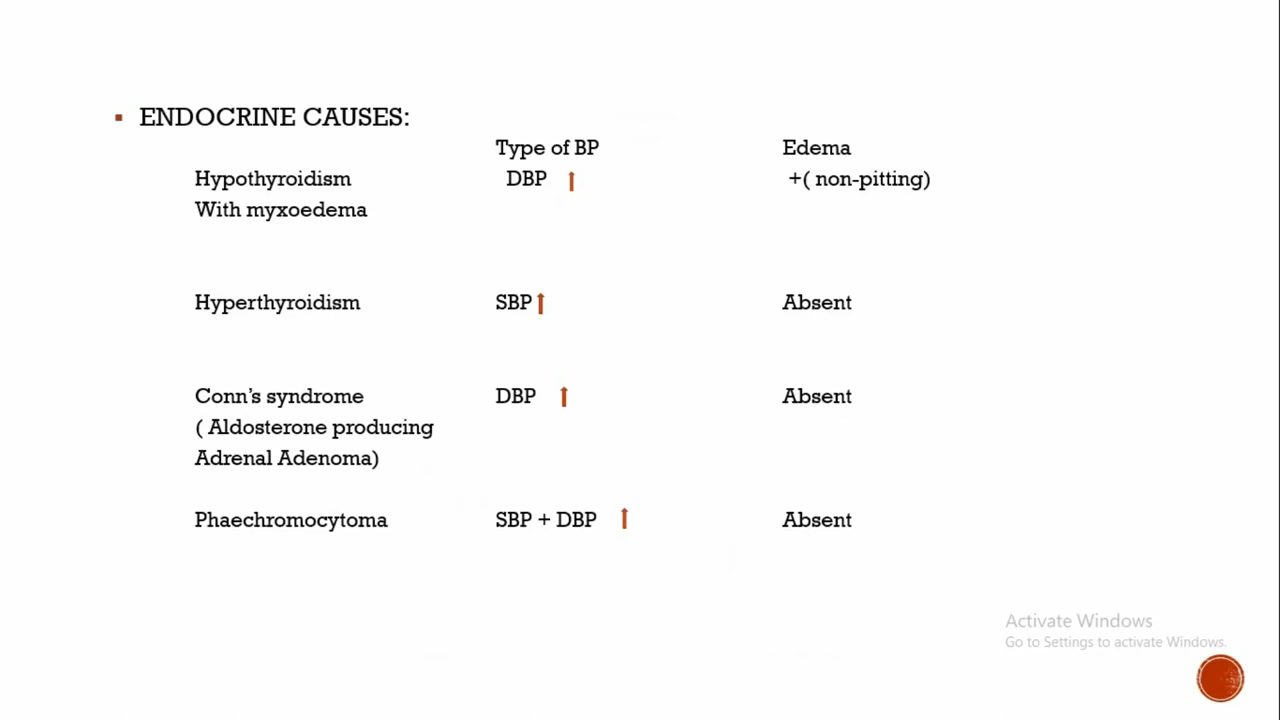 ENDOCRINE CAUSES:
Type of BP Edema
Hypothyroidism DBP +( non-pitting)
With myxoedema
Hyperthyroidism SBP Absent
Conn's syndrome DBP Absent
( Aldosterone producing
Adrenal Adenoma)
Phaechromocytoma SBP + DBP Absent
Activate Windows
Go to Settings to activate Windows.